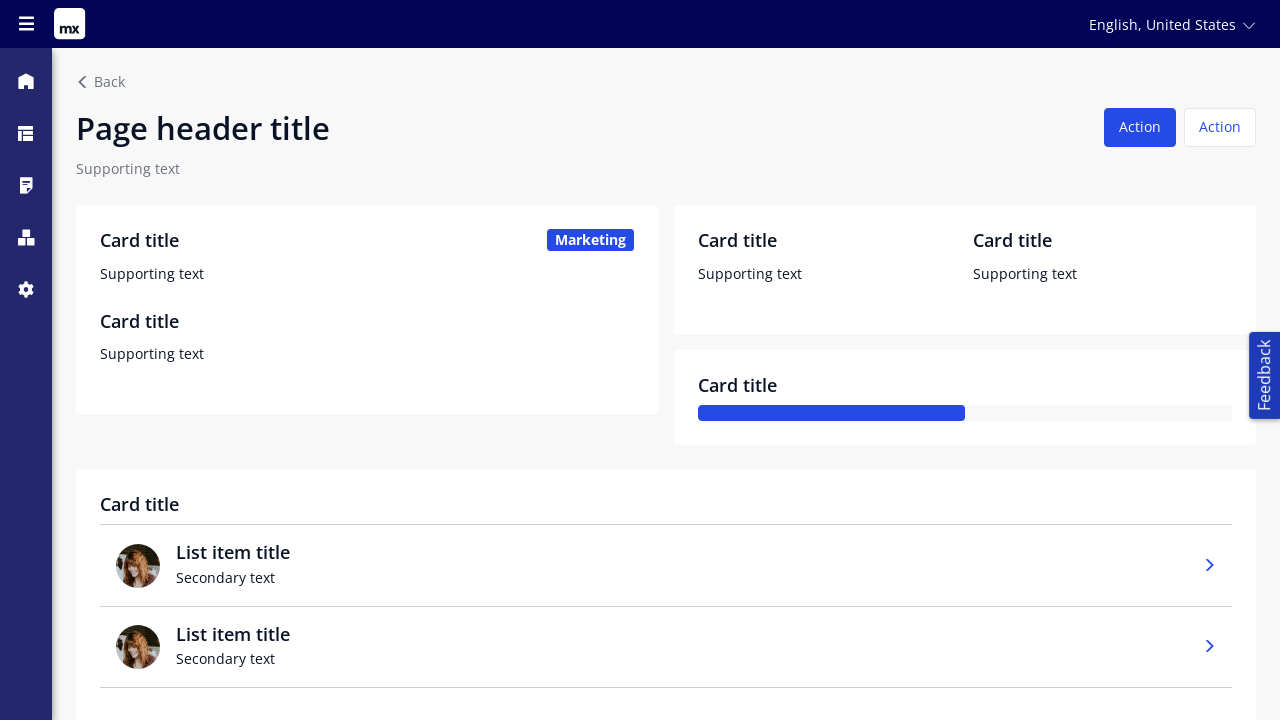 mx
English, United States
Back
Page header title
Action
Action
Supporting text
Card title
Marketing
Supporting text
Card title
Supporting text
Card title
Supporting text
Card title
Supporting text
Card title
Feedback
Card title
List item title
Secondary text
List item title
Secondary text